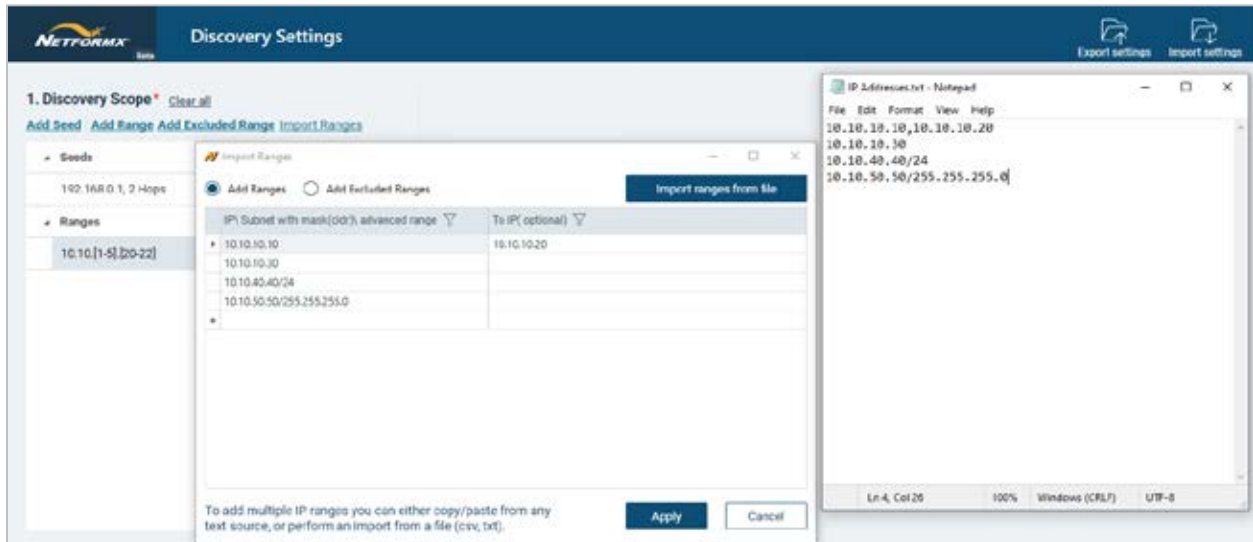 NETFORMX
Beta
Discovery Settings
Export settings
Import settings
1. Discovery Scope* Clear all
Add Seed Add Range Add Excluded Range Import Ranges
Seeds
192.168.0.1, 2 Hops
Ranges
10.10.[1-5].[20-22]
Import Ranges
Add Ranges Add Excluded Ranges
Import ranges from file
IP\ Subnet with mask(cidr)\ advanced range
To IP( optional)
10.10.10.10
10.10.10.20
10.10.10.30
10.10.40.40/24
10.10.50.50/255.255.255.0
To add multiple IP ranges you can either copy/paste from any
text source, or perform an import from a file (csv, txt).
Apply
Cancel
IP Addresses.txt - Notepad
File Edit Format View Help
10.10.10.10,10.10.10.20
10.10.10.30
10.10.40.40/24
10.10.50.50/255.255.255.0
Ln 4, Col 26
100%
Windows (CRLF)
UTF-8